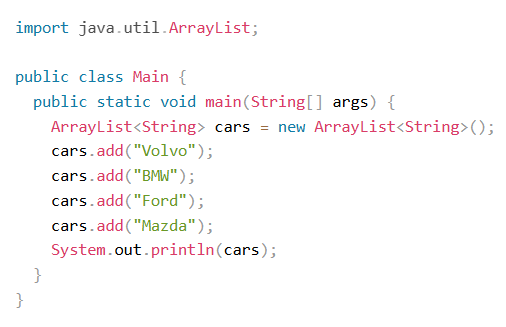 import java.util.ArrayList;
public class Main {
public static void main(String[] args) {
ArrayList<String> cars = new ArrayList<String>();
cars.add("Volvo");
cars.add("BMW");
cars.add("Ford");
cars.add("Mazda");
System.out.println(cars);
}
}